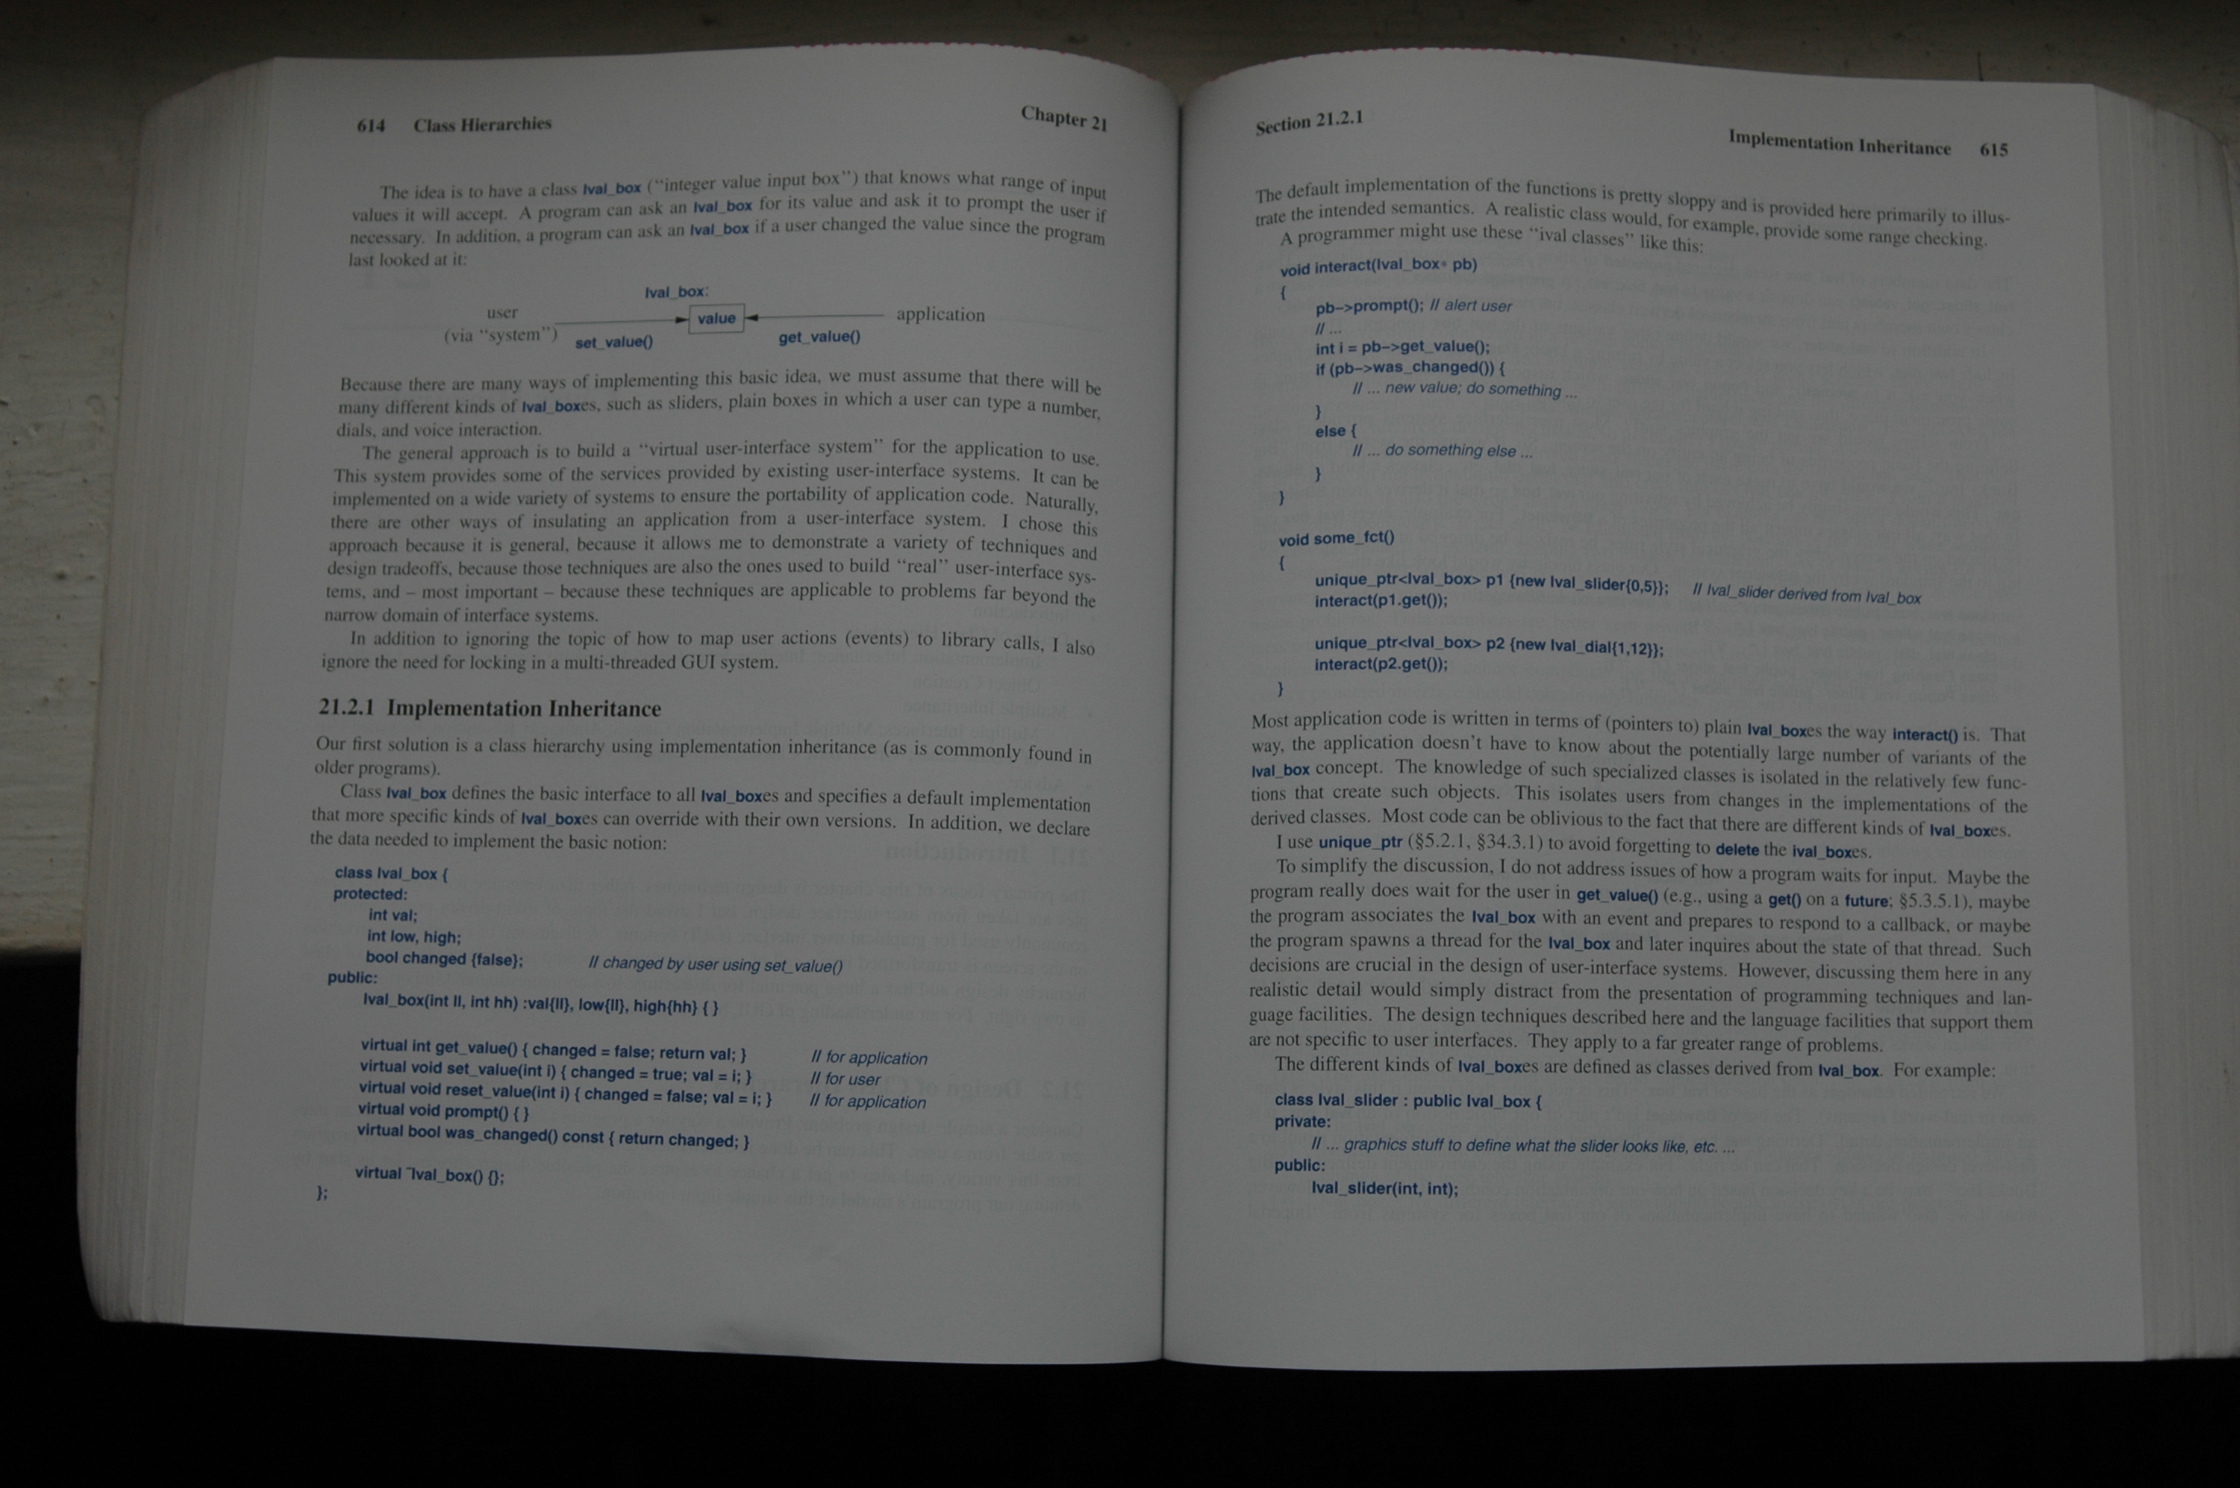 614 Class Hierarchies Chapter 21
The idea is to have a class Ival_box (“integer value input box”) that knows what range of input
values it will accept. A program can ask an Ival_box for its value and ask it to prompt the user if
necessary. In addition, a program can ask an Ival_box if a user changed the value since the program
last looked at it:
Ival_box:
user value application
(via “system”) set_value() get_value()
Because there are many ways of implementing this basic idea, we must assume that there will be
many different kinds of Ival_boxes, such as sliders, plain boxes in which a user can type a number,
dials, and voice interaction.
The general approach is to build a “virtual user-interface system” for the application to use.
This system provides some of the services provided by existing user-interface systems. It can be
implemented on a wide variety of systems to ensure the portability of application code. Naturally,
there are other ways of insulating an application from a user-interface system. I chose this
approach because it is general, because it allows me to demonstrate a variety of techniques and
design tradeoffs, because those techniques are also the ones used to build “real” user-interface sys-
tems, and – most important – because these techniques are applicable to problems far beyond the
narrow domain of interface systems.
In addition to ignoring the topic of how to map user actions (events) to library calls, I also
ignore the need for locking in a multi-threaded GUI system.
21.2.1 Implementation Inheritance
Our first solution is a class hierarchy using implementation inheritance (as is commonly found in
older programs).
Class Ival_box defines the basic interface to all Ival_boxes and specifies a default implementation
that more specific kinds of Ival_boxes can override with their own versions. In addition, we declare
the data needed to implement the basic notion:
class Ival_box {
protected:
int val;
int low, high;
bool changed {false}; // changed by user using set_value()
public:
Ival_box(int ll, int hh) :val{ll}, low{ll}, high{hh} { }
virtual int get_value() { changed = false; return val; } // for application
virtual void set_value(int i) { changed = true; val = i; } // for user
virtual void reset_value(int i) { changed = false; val = i; } // for application
virtual void prompt() { }
virtual bool was_changed() const { return changed; }
virtual ~Ival_box() {};
};
Section 21.2.1 Implementation Inheritance 615
The default implementation of the functions is pretty sloppy and is provided here primarily to illus-
trate the intended semantics. A realistic class would, for example, provide some range checking.
A programmer might use these “ival classes” like this:
void interact(Ival_box* pb)
{
pb->prompt(); // alert user
// ...
int i = pb->get_value();
if (pb->was_changed()) {
// ... new value; do something ...
}
else {
// ... do something else ...
}
}
void some_fct()
{
unique_ptr<Ival_box> p1 {new Ival_slider{0,5}}; // Ival_slider derived from Ival_box
interact(p1.get());
unique_ptr<Ival_box> p2 {new Ival_dial{1,12}};
interact(p2.get());
}
Most application code is written in terms of (pointers to) plain Ival_boxes the way interact() is. That
way, the application doesn’t have to know about the potentially large number of variants of the
Ival_box concept. The knowledge of such specialized classes is isolated in the relatively few func-
tions that create such objects. This isolates users from changes in the implementations of the
derived classes. Most code can be oblivious to the fact that there are different kinds of Ival_boxes.
I use unique_ptr (§5.2.1, §34.3.1) to avoid forgetting to delete the ival_boxes.
To simplify the discussion, I do not address issues of how a program waits for input. Maybe the
program really does wait for the user in get_value() (e.g., using a get() on a future; §5.3.5.1), maybe
the program associates the Ival_box with an event and prepares to respond to a callback, or maybe
the program spawns a thread for the Ival_box and later inquires about the state of that thread. Such
decisions are crucial in the design of user-interface systems. However, discussing them here in any
realistic detail would simply distract from the presentation of programming techniques and lan-
guage facilities. The design techniques described here and the language facilities that support them
are not specific to user interfaces. They apply to a far greater range of problems.
The different kinds of Ival_boxes are defined as classes derived from Ival_box. For example:
class Ival_slider : public Ival_box {
private:
// ... graphics stuff to define what the slider looks like, etc. ...
public:
Ival_slider(int, int);